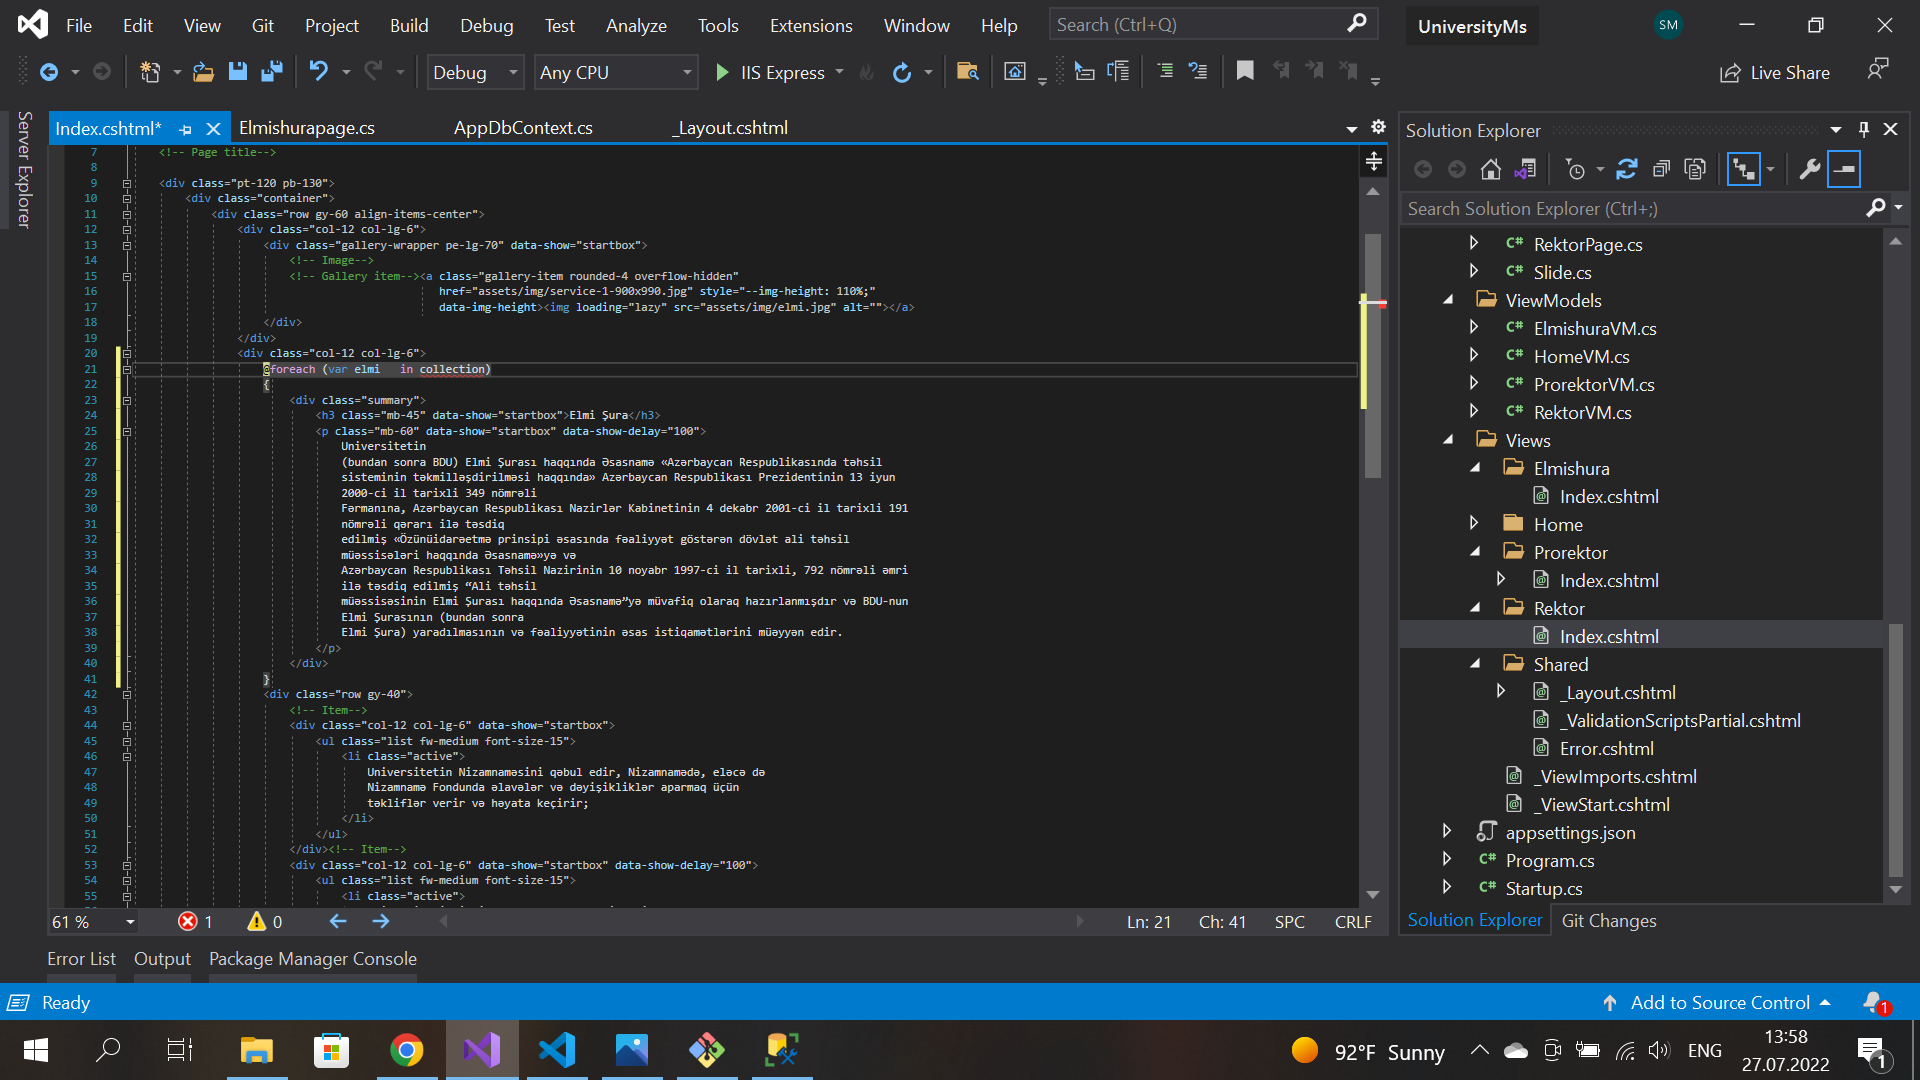 File Edit View Git Project Build Debug Test Analyze Tools Extensions Window Help Search (Ctrl+Q) UniversityMs SM
Debug Any CPU IIS Express Live Share
Server Explorer
Index.cshtml* Elmishurapage.cs AppDbContext.cs _Layout.cshtml
7 <!-- Page title-->
8
9 <div class="pt-120 pb-130">
10 <div class="container">
11 <div class="row gy-60 align-items-center">
12 <div class="col-12 col-lg-6">
13 <div class="gallery-wrapper pe-lg-70" data-show="startbox">
14 <!-- Image-->
15 <!-- Gallery item--><a class="gallery-item rounded-4 overflow-hidden"
16 href="assets/img/service-1-900x990.jpg" style="--img-height: 110%;"
17 data-img-height><img loading="lazy" src="assets/img/elmi.jpg" alt=""></a>
18 </div>
19 </div>
20 <div class="col-12 col-lg-6">
21 @foreach (var elmi in collection)
22 {
23 <div class="summary">
24 <h3 class="mb-45" data-show="startbox">Elmi Şura</h3>
25 <p class="mb-60" data-show="startbox" data-show-delay="100">
26 Universitetin
27 (bundan sonra BDU) Elmi Şurası haqqında Əsasnamə «Azərbaycan Respublikasında təhsil
28 sisteminin təkmilləşdirilməsi haqqında» Azərbaycan Respublikası Prezidentinin 13 iyun
29 2000-ci il tarixli 349 nömrəli
30 Fərmanına, Azərbaycan Respublikası Nazirlər Kabinetinin 4 dekabr 2001-ci il tarixli 191
31 nömrəli qərarı ilə təsdiq
32 edilmiş «Özünüidarəetmə prinsipi əsasında fəaliyyət göstərən dövlət ali təhsil
33 müəssisələri haqqında Əsasnamə»yə və
34 Azərbaycan Respublikası Təhsil Nazirinin 10 noyabr 1997-ci il tarixli, 792 nömrəli əmri
35 ilə təsdiq edilmiş “Ali təhsil
36 müəssisəsinin Elmi Şurası haqqında Əsasnamə”yə müvafiq olaraq hazırlanmışdır və BDU-nun
37 Elmi Şurasının (bundan sonra
38 Elmi Şura) yaradılmasının və fəaliyyətinin əsas istiqamətlərini müəyyən edir.
39 </p>
40 </div>
41 }
42 <div class="row gy-40">
43 <!-- Item-->
44 <div class="col-12 col-lg-6" data-show="startbox">
45 <ul class="list fw-medium font-size-15">
46 <li class="active">
47 Universitetin Nizamnaməsini qəbul edir, Nizamnamədə, eləcə də
48 Nizamnamə Fondunda əlavələr və dəyişikliklər aparmaq üçün
49 təkliflər verir və həyata keçirir;
50 </li>
51 </ul>
52 </div><!-- Item-->
53 <div class="col-12 col-lg-6" data-show="startbox" data-show-delay="100">
54 <ul class="list fw-medium font-size-15">
55 <li class="active">
61 % 1 0 Ln: 21 Ch: 41 SPC CRLF
Solution Explorer
Search Solution Explorer (Ctrl+;)
C# RektorPage.cs
C# Slide.cs
ViewModels
C# ElmishuraVM.cs
C# HomeVM.cs
C# ProrektorVM.cs
C# RektorVM.cs
Views
Elmishura
Index.cshtml
Home
Prorektor
Index.cshtml
Rektor
Index.cshtml
Shared
_Layout.cshtml
_ValidationScriptsPartial.cshtml
Error.cshtml
_ViewImports.cshtml
_ViewStart.cshtml
appsettings.json
C# Program.cs
C# Startup.cs
Solution Explorer Git Changes
Error List Output Package Manager Console
Ready Add to Source Control 1
92°F Sunny ENG 13:58
27.07.2022 1